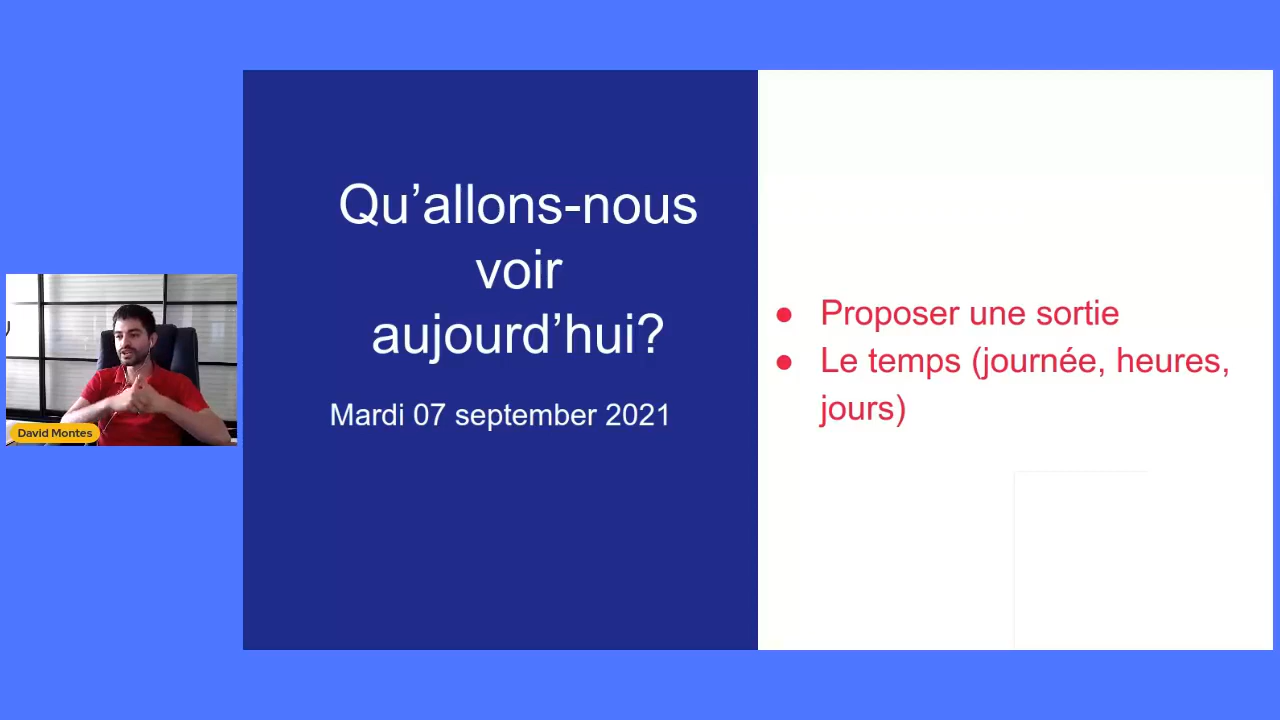 Qu’allons-nous
voir
aujourd’hui?
Mardi 07 september 2021
● Proposer une sortie
● Le temps (journée, heures,
jours)
David Montes